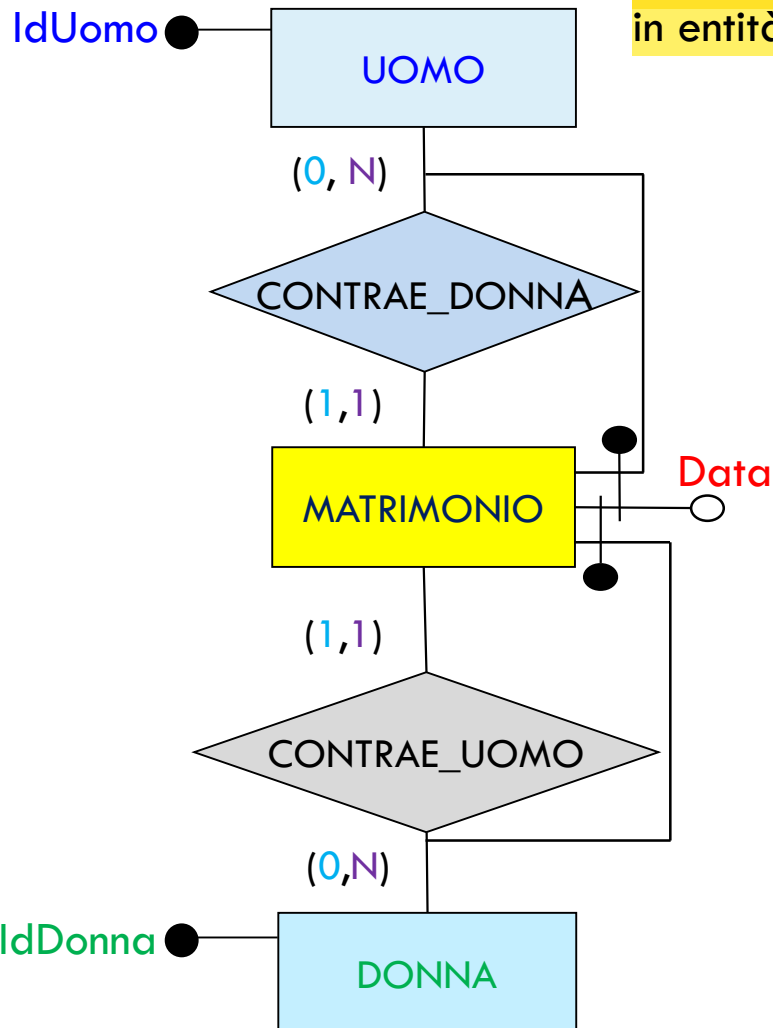 IdUomo
in entità
UOMO
(0, N)
CONTRAE_DONNA
(1,1)
Data
MATRIMONIO
(1,1)
CONTRAE_UOMO
(0,N)
IdDonna
DONNA